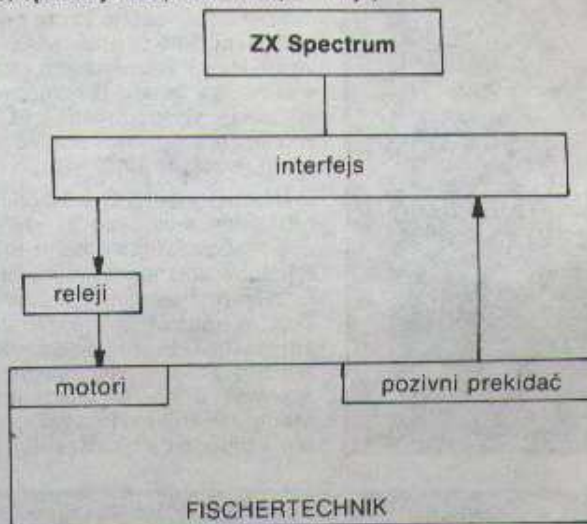 ZX Spectrum
interfejs
releji
motori
pozivni prekidač
FISCHERTECHNIK